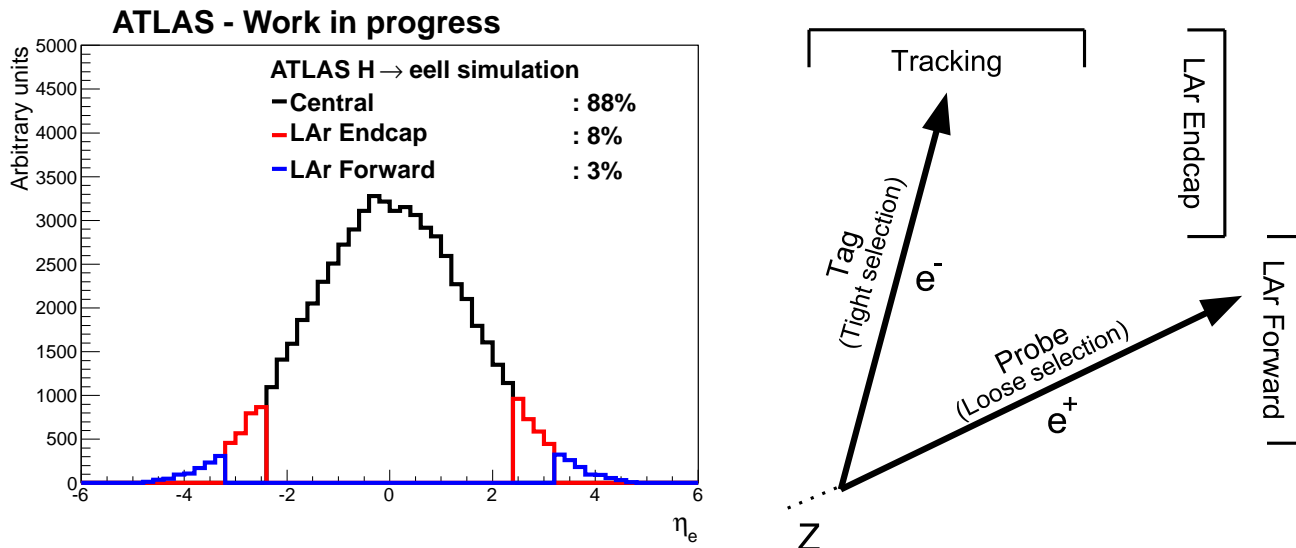 ATLAS - Work in progress
Arbitrary units
5000
4500
4000
3500
3000
2500
2000
1500
1000
500
0
ATLAS H → eell simulation
Central : 88%
LAr Endcap : 8%
LAr Forward : 3%
-6 -4 -2 0 2 4 6
ηe
Tracking
LAr Endcap
LAr Forward
Tag
(Tight selection)
e-
Probe
(Loose selection)
e+
Z